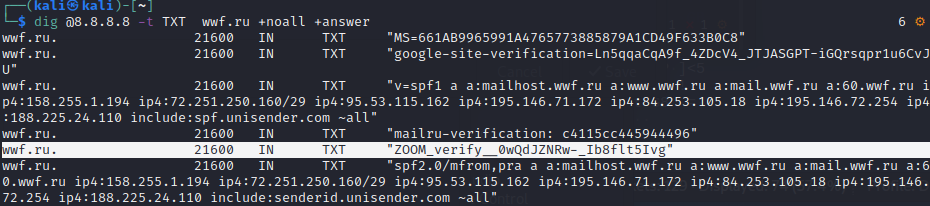 ┌──(kali㉿kali)-[~]
└─$ dig @8.8.8.8 -t TXT  wwf.ru +noall +answer 6 ⚙
wwf.ru. 21600 IN TXT "MS=661AB9965991A4765773885879A1CD49F633B0C8"
wwf.ru. 21600 IN TXT "google-site-verification=Ln5qqaCqA9f_4ZDcV4_JTJASGPT-iGQrsqpr1u6CvJ
U"
wwf.ru. 21600 IN TXT "v=spf1 a a:mailhost.wwf.ru a:www.wwf.ru a:mail.wwf.ru a:60.wwf.ru i
p4:158.255.1.194 ip4:72.251.250.160/29 ip4:95.53.115.162 ip4:195.146.71.172 ip4:84.253.105.18 ip4:195.146.72.254 ip4
:188.225.24.110 include:spf.unisender.com ~all"
wwf.ru. 21600 IN TXT "mailru-verification: c4115cc445944496"
wwf.ru. 21600 IN TXT "ZOOM_verify__0wQdJZNRw-_Ib8flt5Ivg"
wwf.ru. 21600 IN TXT "spf2.0/mfrom,pra a a:mailhost.wwf.ru a:www.wwf.ru a:mail.wwf.ru a:6
0.wwf.ru ip4:158.255.1.194 ip4:72.251.250.160/29 ip4:95.53.115.162 ip4:195.146.71.172 ip4:84.253.105.18 ip4:195.146.
72.254 ip4:188.225.24.110 include:senderid.unisender.com ~all"